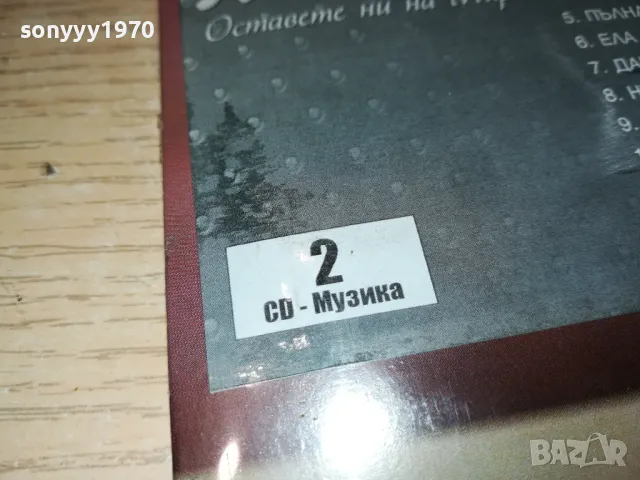 sonyyy1970
Оставете ни на
5. ПЪЛН
6. ЕЛА
7. ДА
8. Н
9.
2
CD - Музика
BAZAR